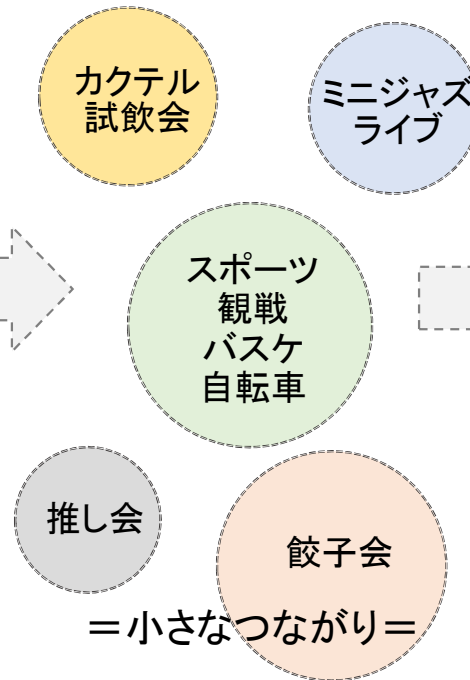 カクテル
試飲会
ミニジャズ
ライブ
スポーツ
観戦
バスケ
自転車
推し会
餃子会
＝小さなつながり＝